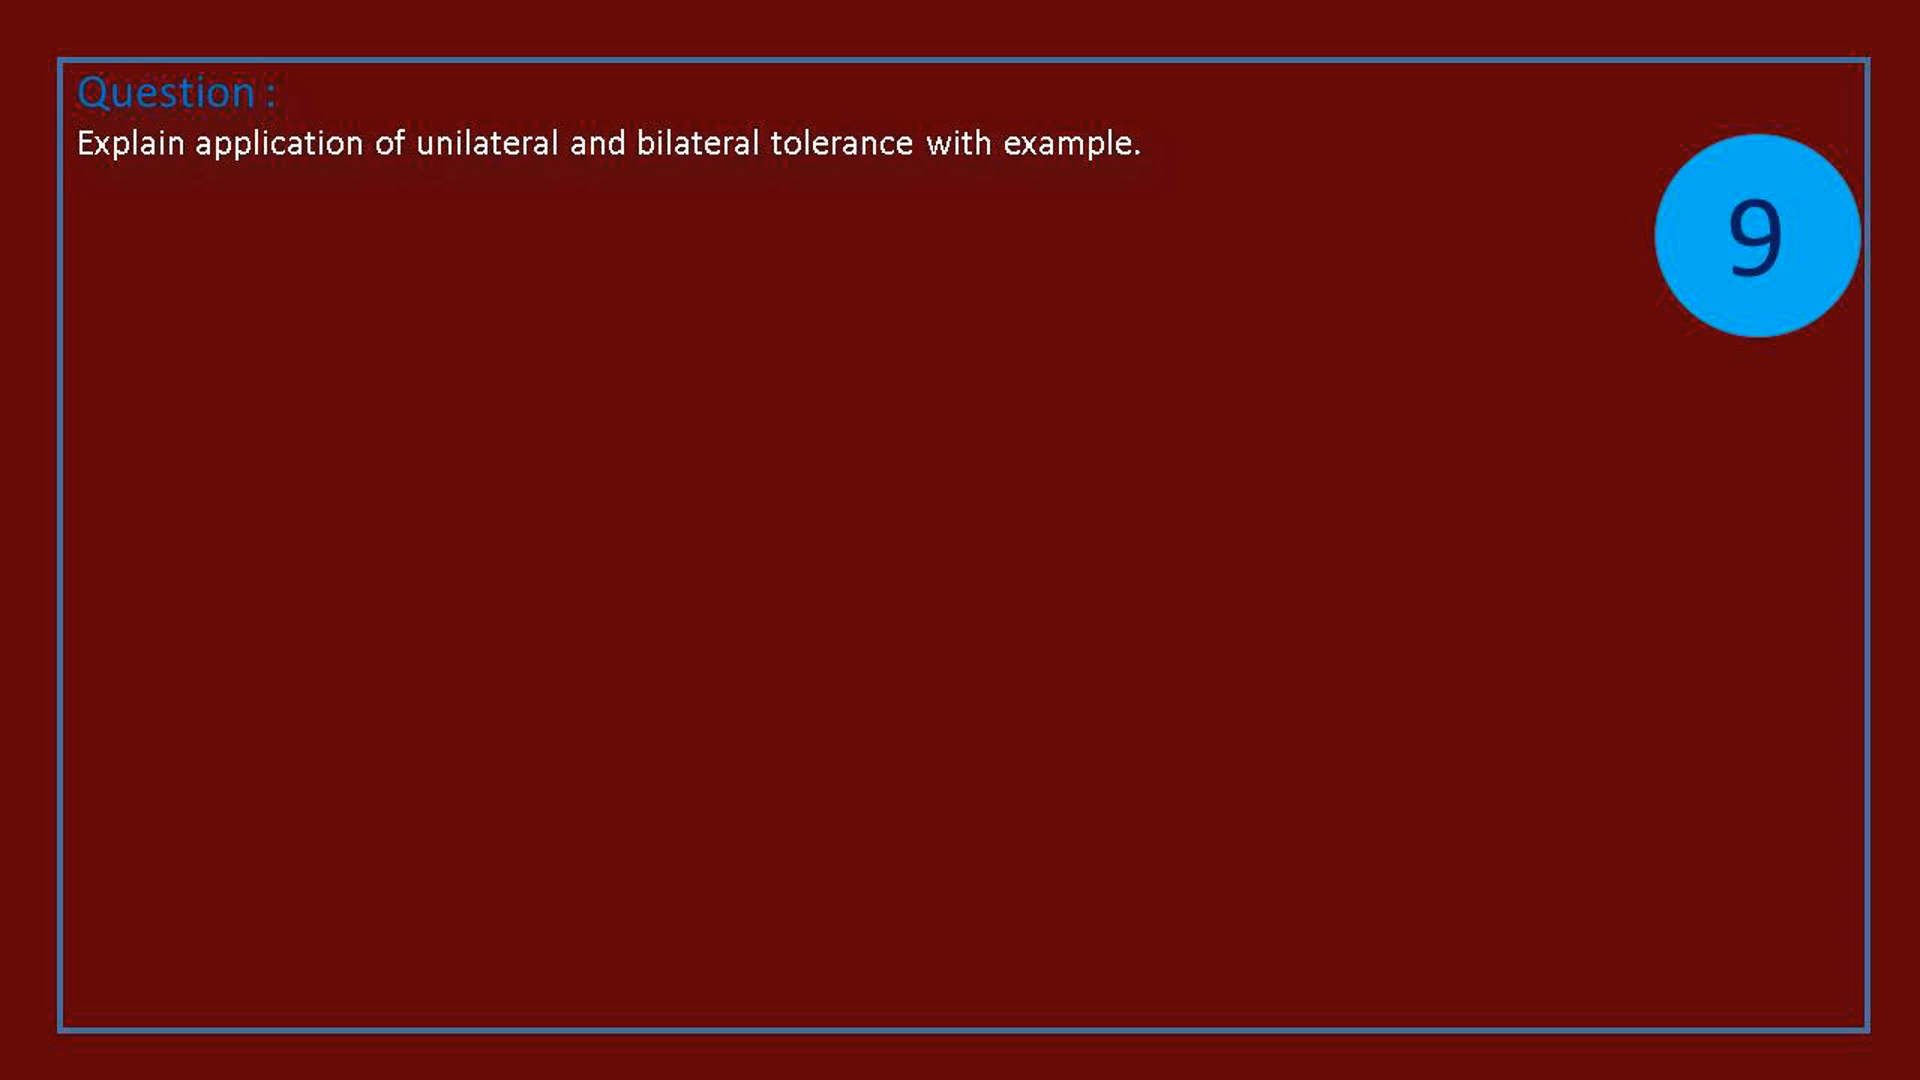 Question :
Explain application of unilateral and bilateral tolerance with example.
9